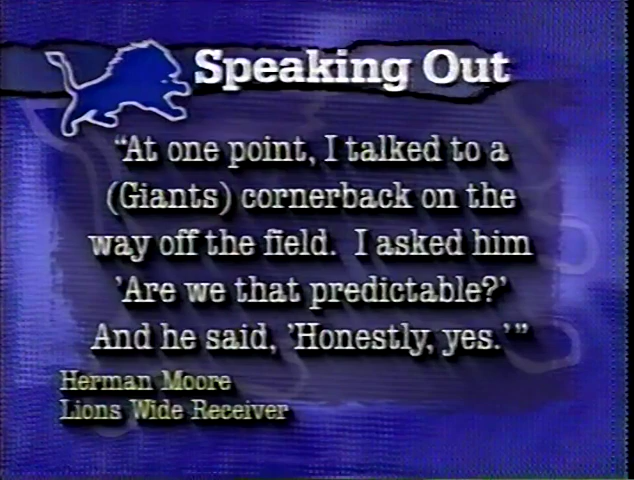 Speaking Out
“At one point, I talked to a
(Giants) cornerback on the
way off the field. I asked him
’Are we that predictable?’
And he said, ’Honestly, yes.’”
Herman Moore
Lions Wide Receiver